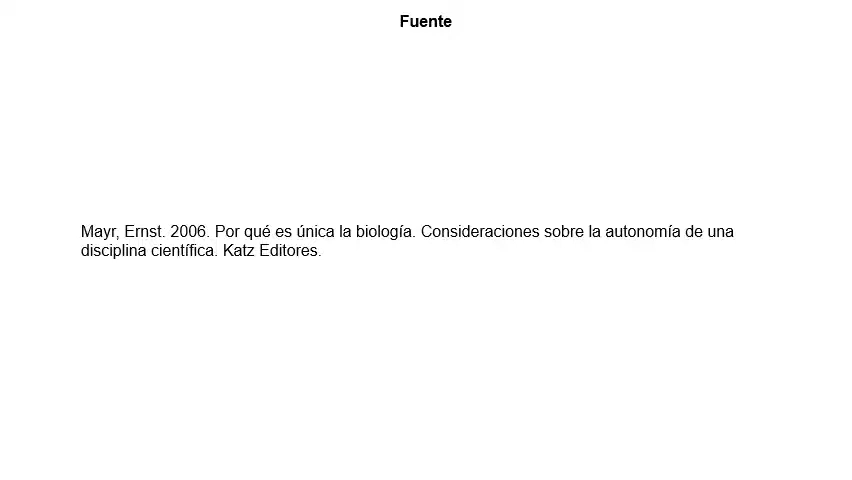 Fuente
Mayr, Ernst. 2006. Por qué es única la biología. Consideraciones sobre la autonomía de una
disciplina científica. Katz Editores.